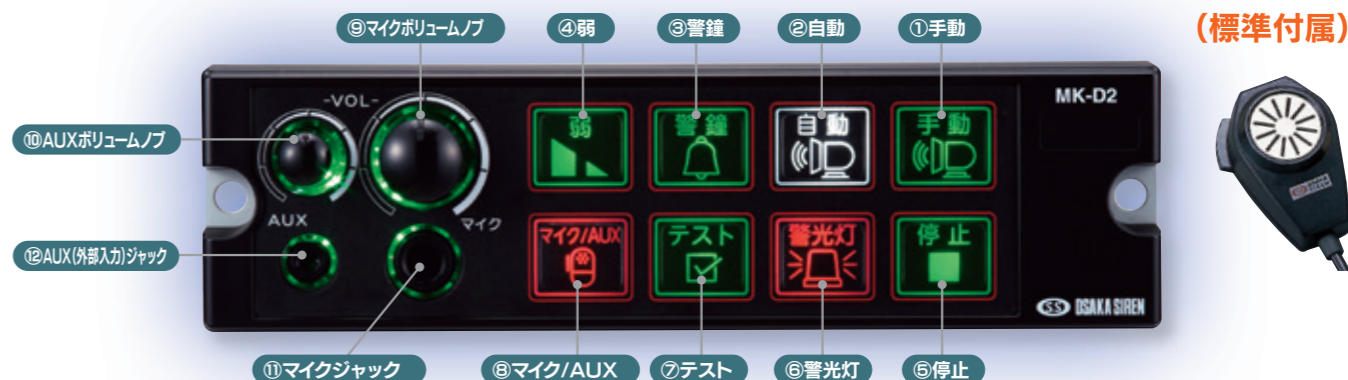 ⑨マイクボリュームノブ
④弱
③警鐘
②自動
①手動
(標準付属)
-VOL-
弱
警鐘
自動
手動
MK-D2
⑩AUXボリュームノブ
AUX
マイク
マイク/AUX
テスト
警光灯
停止
⑫AUX(外部入力)ジャック
SS OSAKA SIREN
⑪マイクジャック
⑧マイク/AUX
⑦テスト
⑥警光灯
⑤停止